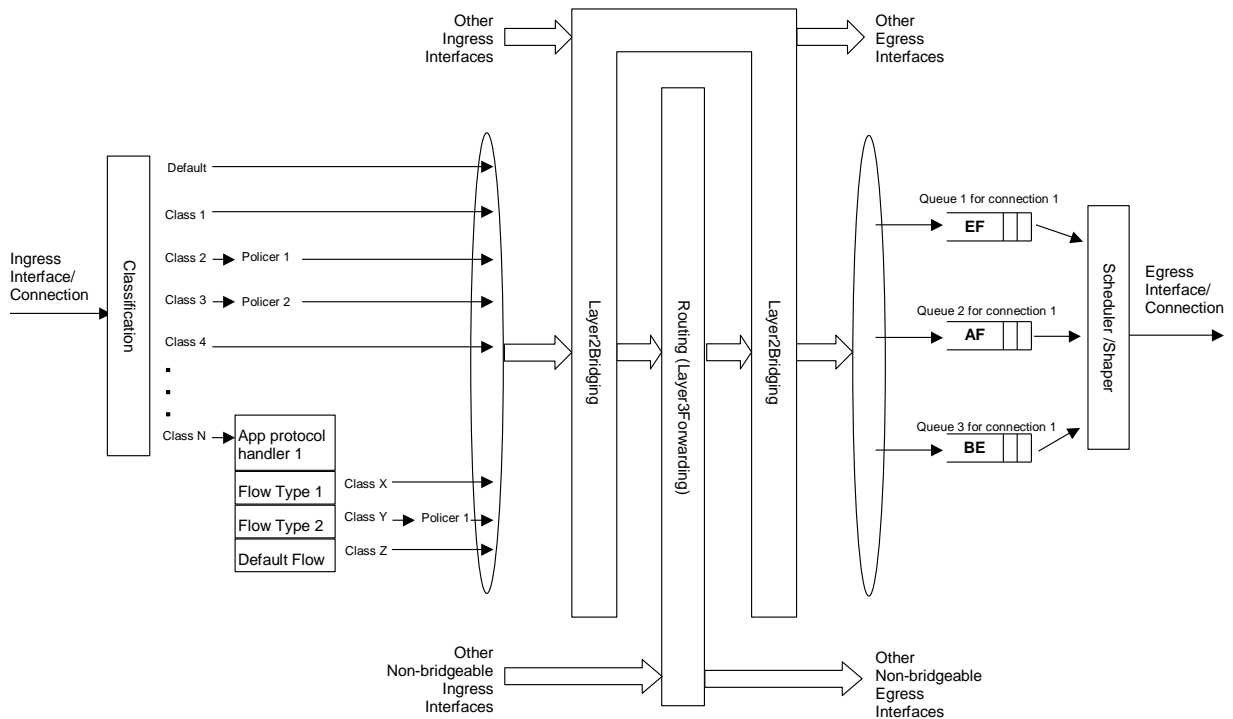 Other
Ingress
Interfaces
Other
Egress
Interfaces
Ingress
Interface/
Connection
Classification
Default
Class 1
Class 2
Policer 1
Class 3
Policer 2
Class 4
Class N
App protocol
handler 1
Flow Type 1
Class X
Flow Type 2
Class Y
Policer 1
Default Flow
Class Z
Layer2Bridging
Routing (Layer3Forwarding)
Layer2Bridging
Queue 1 for connection 1
EF
Queue 2 for connection 1
AF
Queue 3 for connection 1
BE
Scheduler /Shaper
Egress
Interface/
Connection
Other
Non-bridgeable
Ingress
Interfaces
Other
Non-bridgeable
Egress
Interfaces